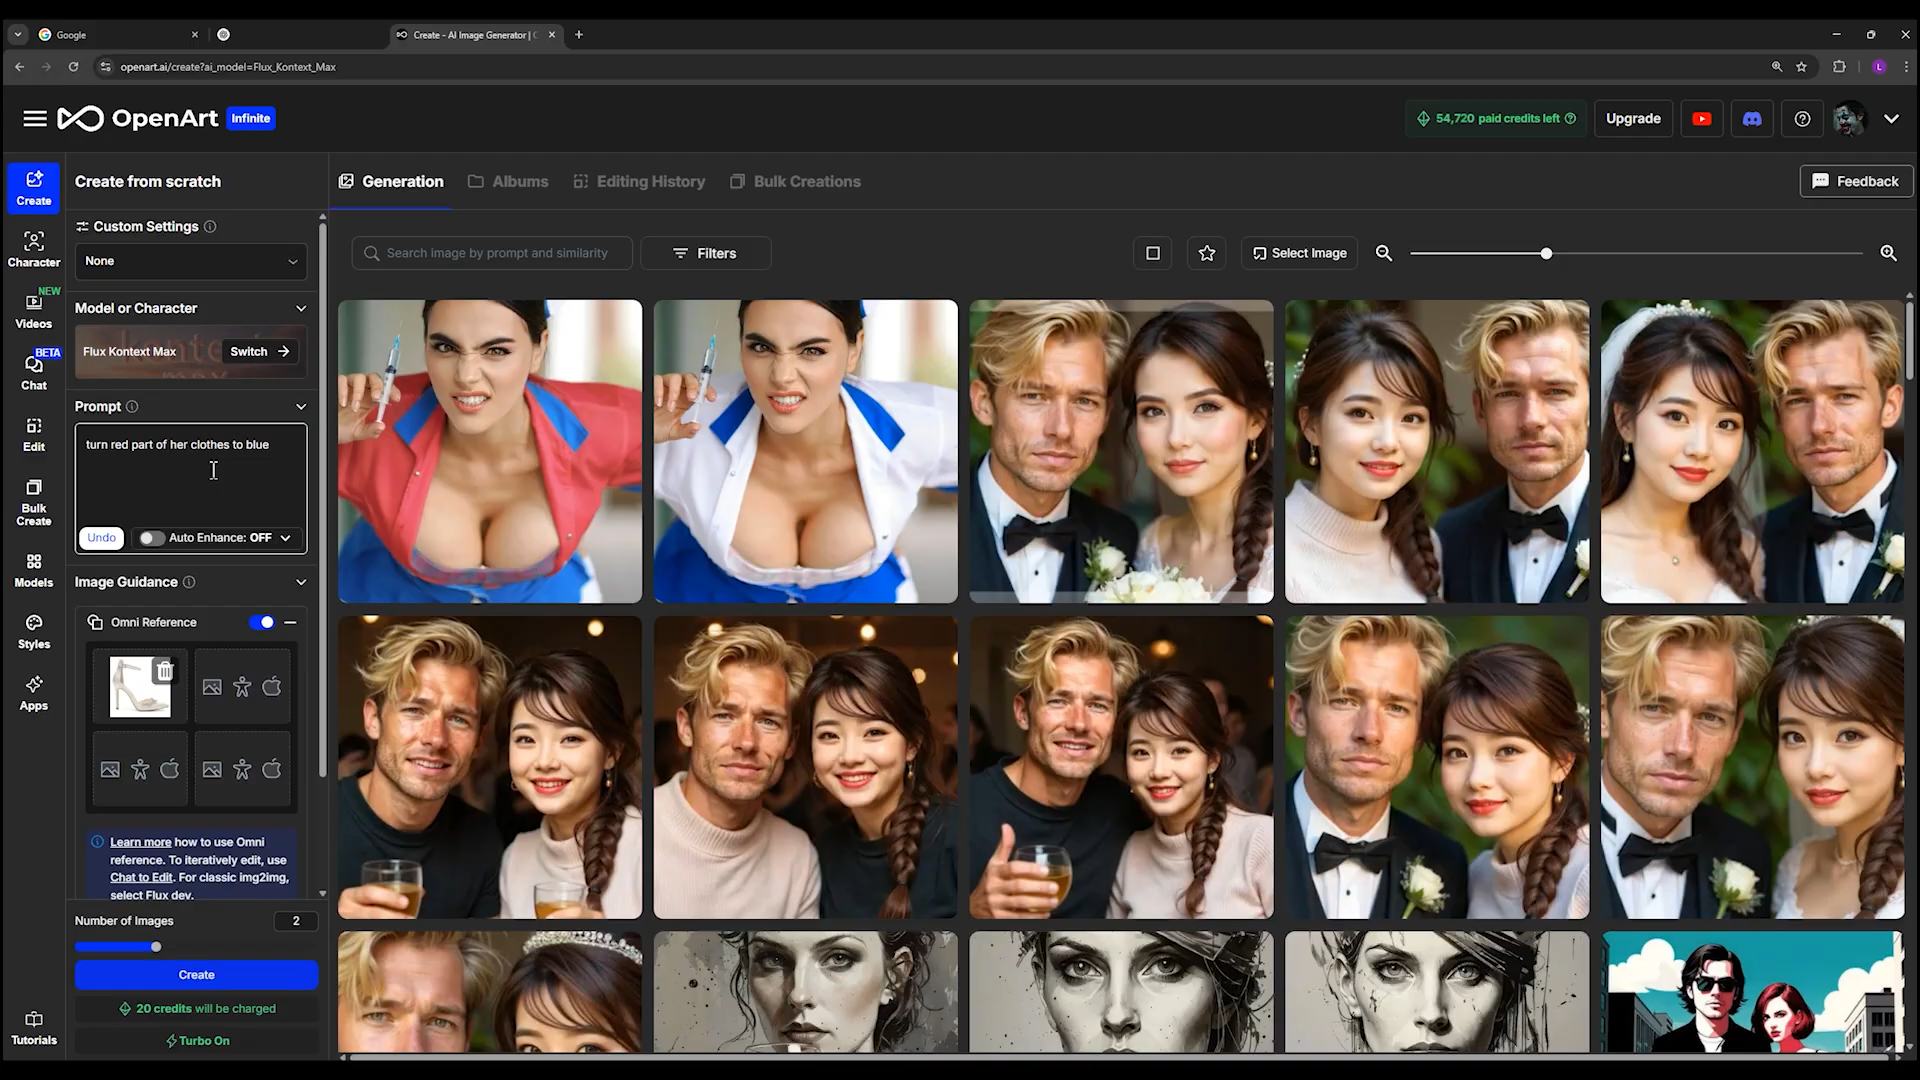 Google
Create - AI Image Generator |
openart.ai/create?ai_model=Flux_Kontext_Max
L
OpenArt
Infinite
54,720 paid credits left
Upgrade
Create
Create from scratch
Generation
Albums
Editing History
Bulk Creations
Feedback
Custom Settings
None
Search image by prompt and similarity
Filters
Select Image
Character
NEW
Videos
Model or Character
Flux Kontext Max
Switch
BETA
Chat
Prompt
turn red part of her clothes to blue
Edit
Bulk
Create
Undo
Auto Enhance: OFF
Models
Image Guidance
Omni Reference
Styles
Apps
Learn more how to use Omni
reference. To iteratively edit, use
Chat to Edit. For classic img2img,
select Flux dev.
Number of Images
2
Create
20 credits will be charged
Turbo On
Tutorials